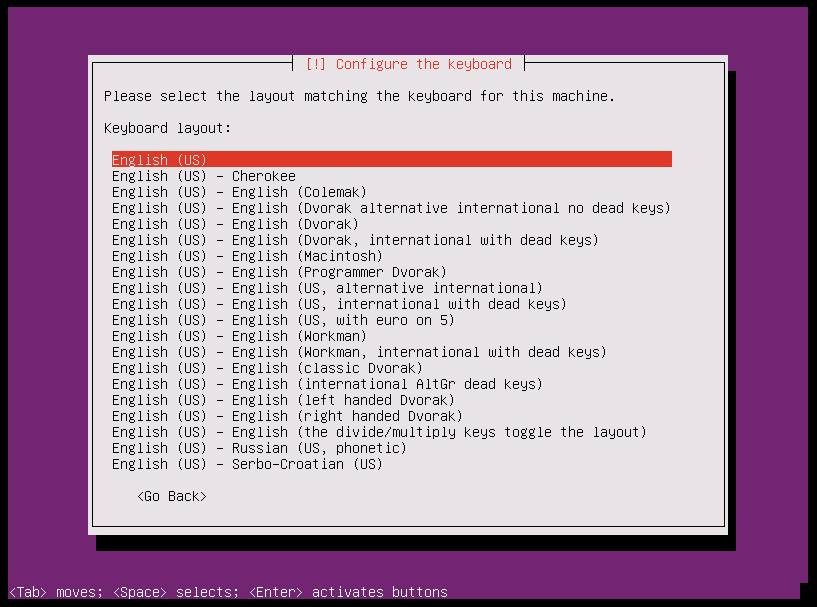 [!] Configure the keyboard
Please select the layout matching the keyboard for this machine.
Keyboard layout:
English (US)
English (US) - Cherokee
English (US) - English (Colemak)
English (US) - English (Dvorak alternative international no dead keys)
English (US) - English (Dvorak)
English (US) - English (Dvorak, international with dead keys)
English (US) - English (Macintosh)
English (US) - English (Programmer Dvorak)
English (US) - English (US, alternative international)
English (US) - English (US, international with dead keys)
English (US) - English (US, with euro on 5)
English (US) - English (Workman)
English (US) - English (Workman, international with dead keys)
English (US) - English (classic Dvorak)
English (US) - English (international AltGr dead keys)
English (US) - English (left handed Dvorak)
English (US) - English (right handed Dvorak)
English (US) - English (the divide/multiply keys toggle the layout)
English (US) - Russian (US, phonetic)
English (US) - Serbo-Croatian (US)
<Go Back>
<Tab> moves; <Space> selects; <Enter> activates buttons